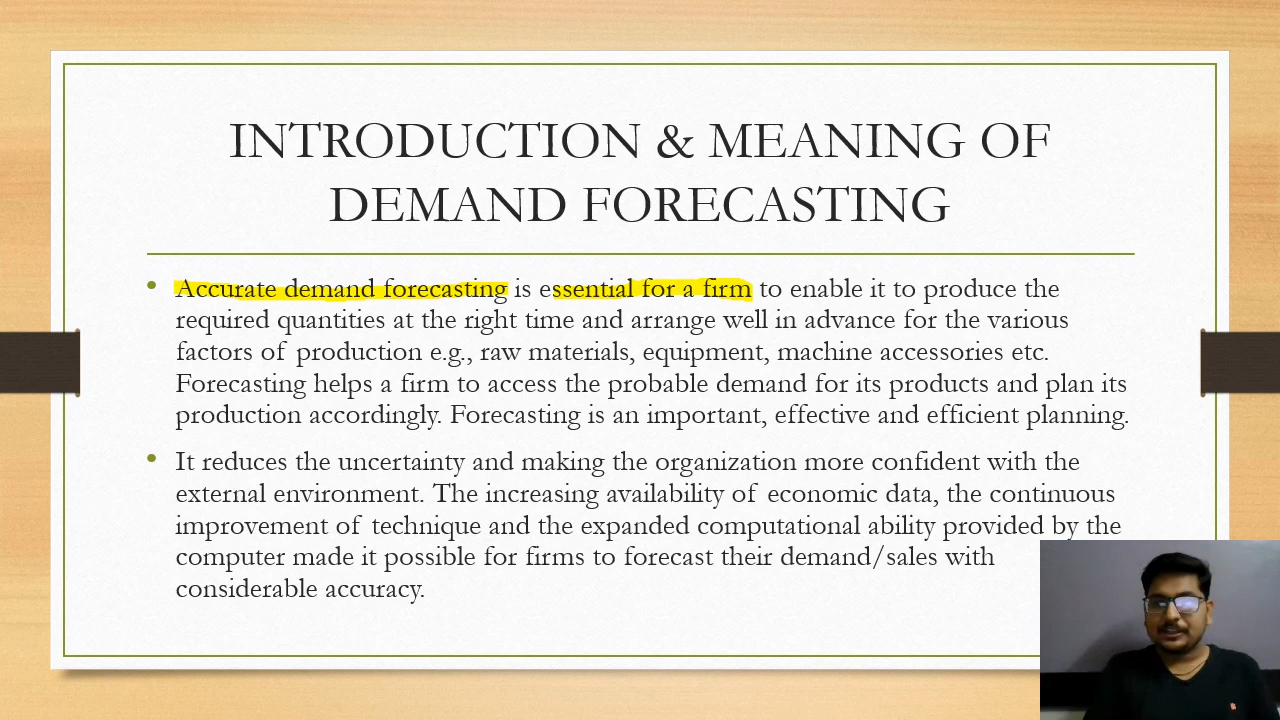 INTRODUCTION & MEANING OF
DEMAND FORECASTING
• Accurate demand forecasting is essential for a firm to enable it to produce the
required quantities at the right time and arrange well in advance for the various
factors of production e.g., raw materials, equipment, machine accessories etc.
Forecasting helps a firm to access the probable demand for its products and plan its
production accordingly. Forecasting is an important, effective and efficient planning.
• It reduces the uncertainty and making the organization more confident with the
external environment. The increasing availability of economic data, the continuous
improvement of technique and the expanded computational ability provided by the
computer made it possible for firms to forecast their demand/sales with
considerable accuracy.